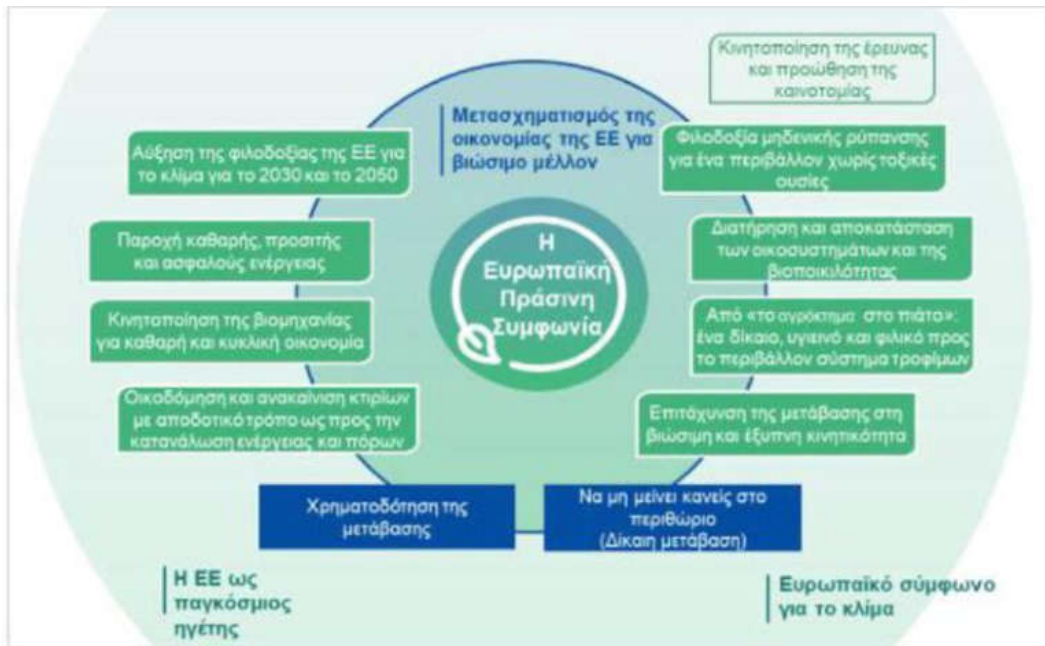 Κινητοποίηση της έρευνας
και προώθηση της
καινοτομίας
Μετασχηματισμός της
οικονομίας της ΕΕ για
βιώσιμο μέλλον
Αύξηση της φιλοδοξίας της ΕΕ για
το κλίμα για το 2030 και το 2050
Φιλοδοξία μηδενικής ρύπανσης
για ένα περιβάλλον χωρίς τοξικές
ουσίες
Παροχή καθαρής, προσιτής
και ασφαλούς ενέργειας
Διατήρηση και αποκατάσταση
των οικοσυστημάτων και της
βιοποικιλότητας
Η
Ευρωπαϊκή
Πράσινη
Συμφωνία
Κινητοποίηση της βιομηχανίας
για καθαρή και κυκλική οικονομία
Από «το αγρόκτημα στο πιάτο»:
ένα δίκαιο, υγιεινό και φιλικό προς
το περιβάλλον σύστημα τροφίμων
Οικοδόμηση και ανακαίνιση κτιρίων
με αποδοτικό τρόπο ως προς την
κατανάλωση ενέργειας και πόρων
Επιτάχυνση της μετάβασης στη
βιώσιμη και έξυπνη κινητικότητα
Χρηματοδότηση της
μετάβασης
Να μη μείνει κανείς στο
περιθώριο
(Δίκαιη μετάβαση)
Η ΕΕ ως
παγκόσμιος
ηγέτης
Ευρωπαϊκό σύμφωνο
για το κλίμα